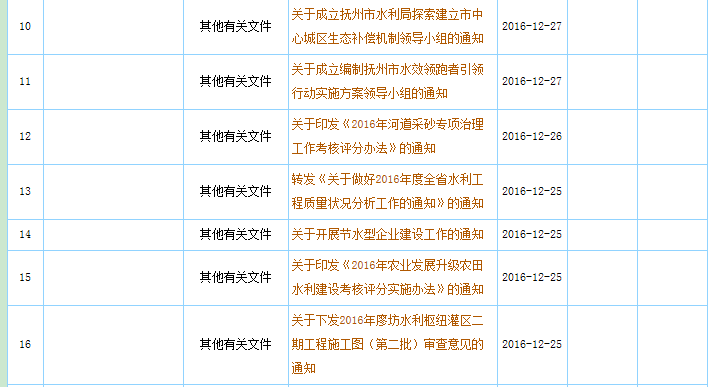 10 其他有关文件 关于成立抚州市水利局探索建立市中 2016-12-27
心城区生态补偿机制领导小组的通知
11 其他有关文件 关于成立编制抚州市水效领跑者引领 2016-12-27
行动实施方案领导小组的通知
12 其他有关文件 关于印发《2016年河道采砂专项治理 2016-12-26
工作考核评分办法》的通知
13 其他有关文件 转发《关于做好2016年度全省水利工 2016-12-25
程质量状况分析工作的通知》的通知
14 其他有关文件 关于开展节水型企业建设工作的通知 2016-12-25
15 其他有关文件 关于印发《2016年农业发展升级农田 2016-12-25
水利建设考核评分实施办法》的通知
16 其他有关文件 关于下发2016年廖坊水利枢纽灌区二 2016-12-25
期工程施工图（第二批）审查意见的
通知